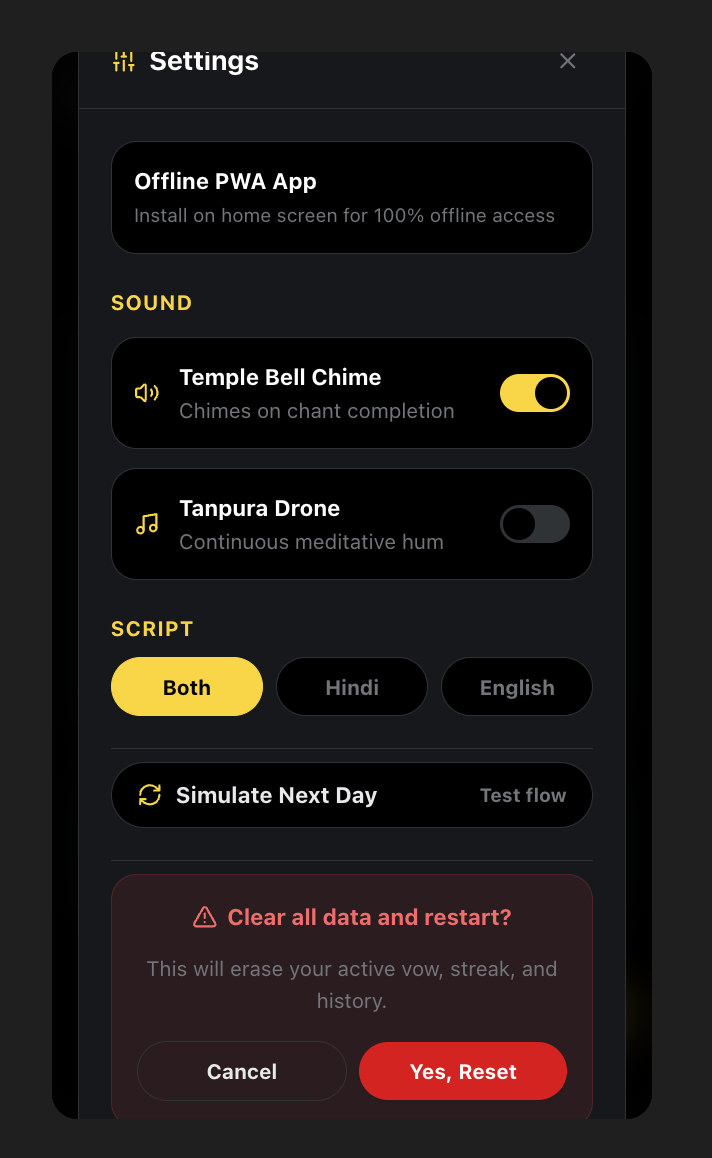 Settings
Offline PWA App
Install on home screen for 100% offline access
SOUND
Temple Bell Chime
Chimes on chant completion
Tanpura Drone
Continuous meditative hum
SCRIPT
Both
Hindi
English
Simulate Next Day
Test flow
Clear all data and restart?
This will erase your active vow, streak, and
history.
Cancel
Yes, Reset